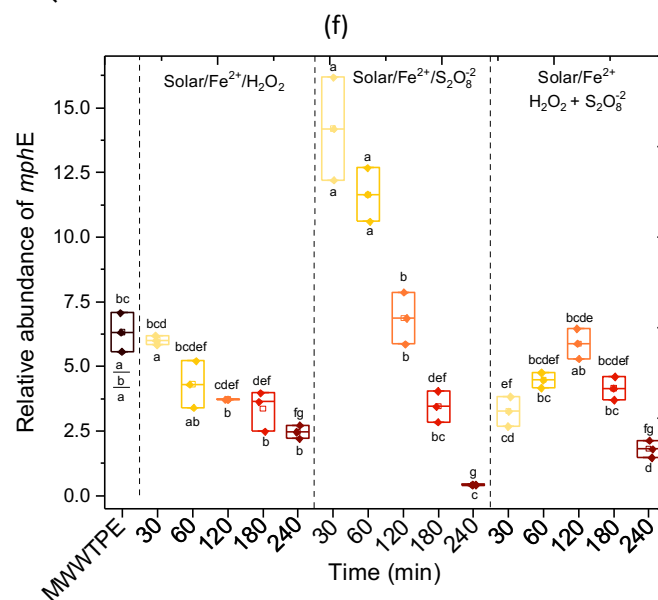 (f)
Solar/Fe²⁺/H₂O₂
Solar/Fe²⁺/S₂O₈⁻²
Solar/Fe²⁺
H₂O₂ + S₂O₈⁻²
Relative abundance of mphE
15.0
12.5
10.0
7.5
5.0
2.5
0.0
bc
a
b
a
bcd
a
bcdef
ab
cdef
b
def
b
fg
b
a
a
a
a
b
b
def
bc
g
c
ef
cd
bcdef
bc
bcde
ab
bcdef
bc
fg
d
MWWTPE 30 60 120 180 240 30 60 120 180 240 30 60 120 180 240
Time (min)